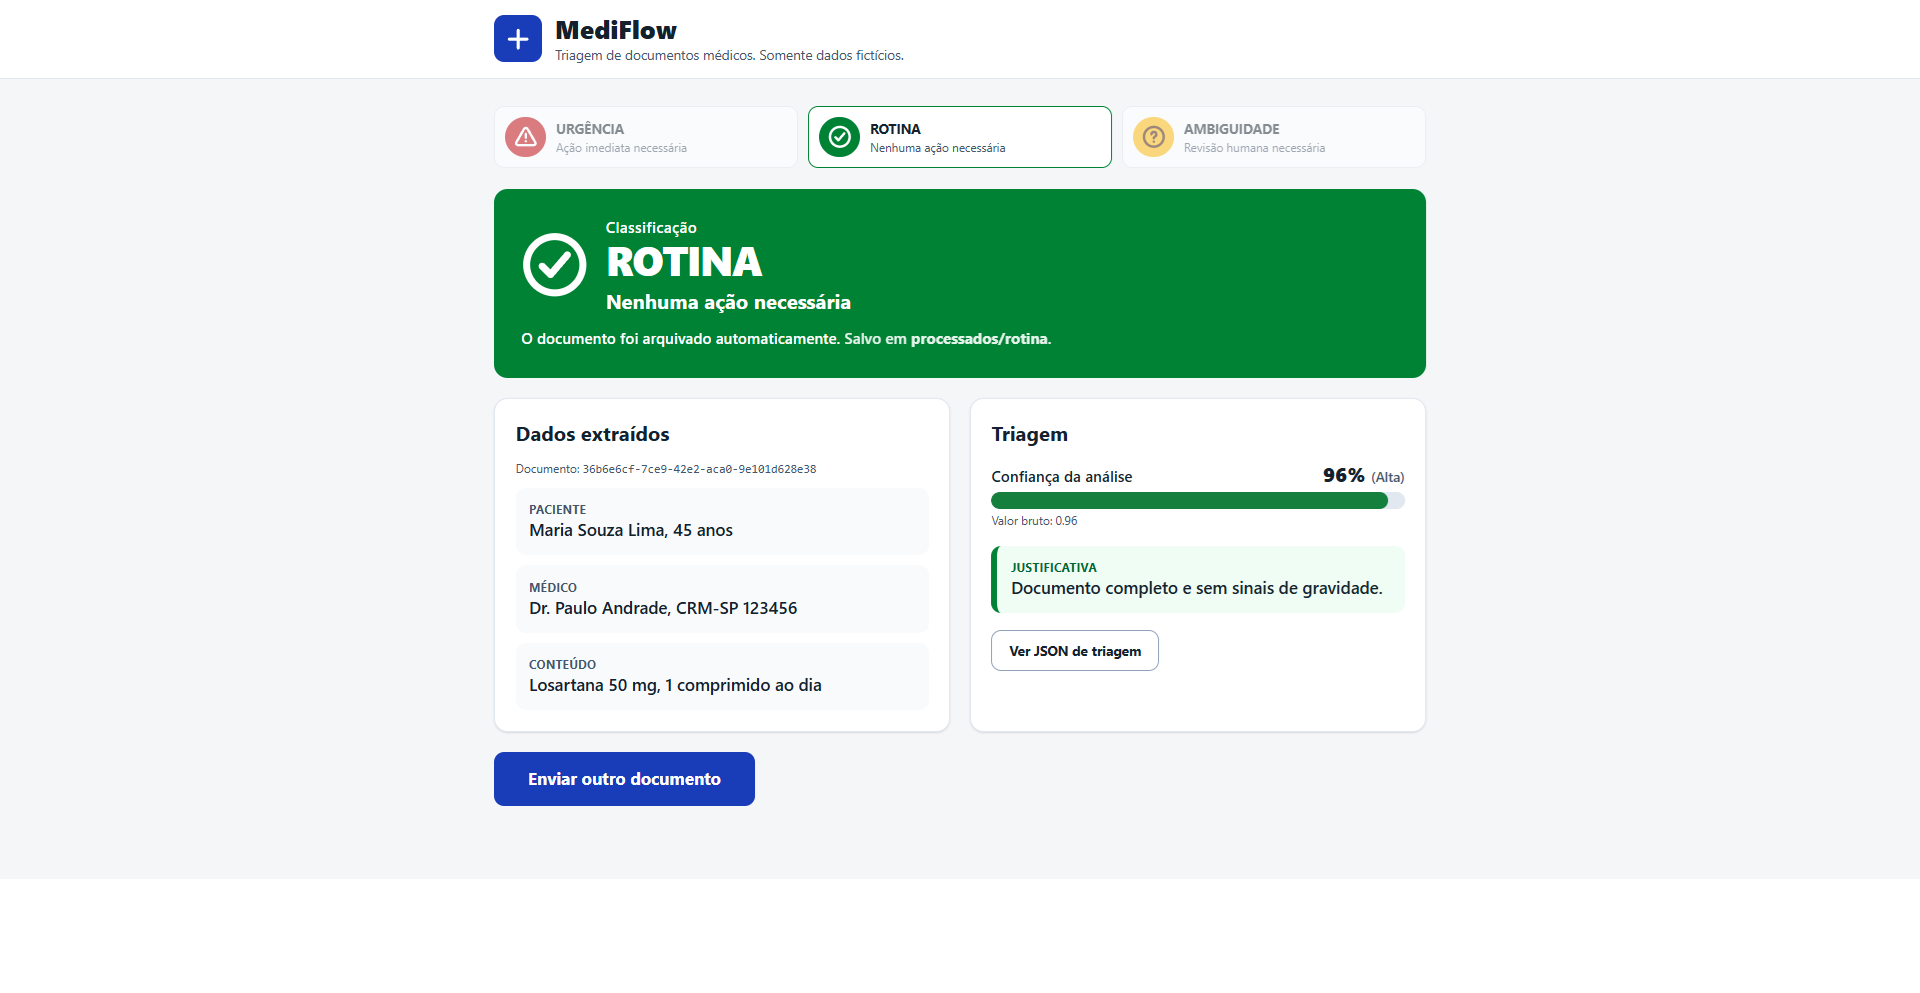 MediFlow
Triagem de documentos médicos. Somente dados fictícios.
URGÊNCIA
Ação imediata necessária
ROTINA
Nenhuma ação necessária
AMBIGUIDADE
Revisão humana necessária
Classificação
ROTINA
Nenhuma ação necessária
O documento foi arquivado automaticamente. Salvo em processados/rotina.
Dados extraídos
Documento: 36b6e6cf-7ce9-42e2-aca0-9e101d628e38
PACIENTE
Maria Souza Lima, 45 anos
MÉDICO
Dr. Paulo Andrade, CRM-SP 123456
CONTEÚDO
Losartana 50 mg, 1 comprimido ao dia
Triagem
Confiança da análise 96% (Alta)
Valor bruto: 0.96
JUSTIFICATIVA
Documento completo e sem sinais de gravidade.
Ver JSON de triagem
Enviar outro documento